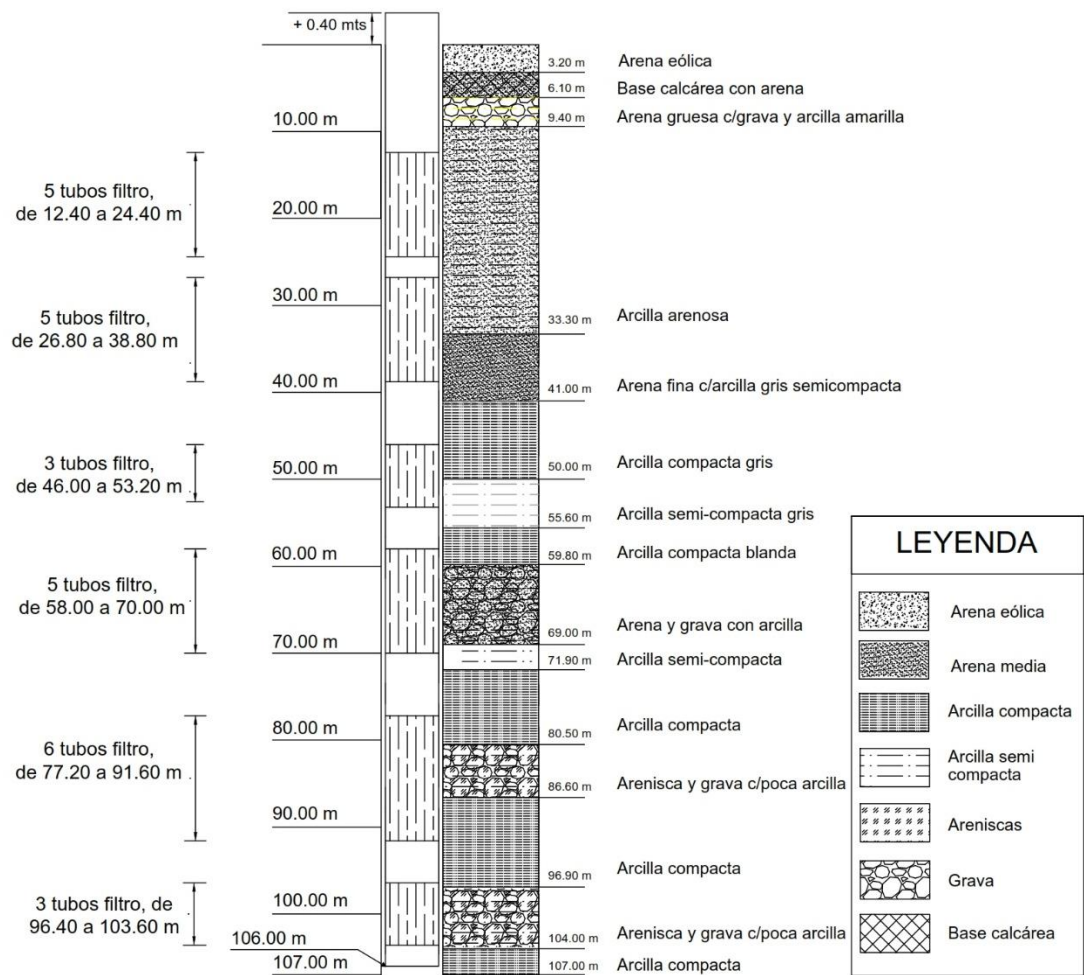 + 0.40 mts
3.20 m Arena eólica
6.10 m Base calcárea con arena
9.40 m Arena gruesa c/grava y arcilla amarilla
10.00 m
5 tubos filtro,
de 12.40 a 24.40 m
20.00 m
30.00 m
33.30 m Arcilla arenosa
5 tubos filtro,
de 26.80 a 38.80 m
40.00 m
41.00 m Arena fina c/arcilla gris semicompacta
3 tubos filtro,
de 46.00 a 53.20 m
50.00 m
50.00 m Arcilla compacta gris
55.60 m Arcilla semi-compacta gris
60.00 m
59.80 m Arcilla compacta blanda
5 tubos filtro,
de 58.00 a 70.00 m
70.00 m
69.00 m Arena y grava con arcilla
71.90 m Arcilla semi-compacta
80.00 m
80.50 m Arcilla compacta
6 tubos filtro,
de 77.20 a 91.60 m
86.60 m Arenisca y grava c/poca arcilla
90.00 m
96.90 m Arcilla compacta
3 tubos filtro, de
96.40 a 103.60 m
100.00 m
104.00 m Arenisca y grava c/poca arcilla
106.00 m
107.00 m
107.00 m Arcilla compacta
LEYENDA
Arena eólica
Arena media
Arcilla compacta
Arcilla semi
compacta
Areniscas
Grava
Base calcárea